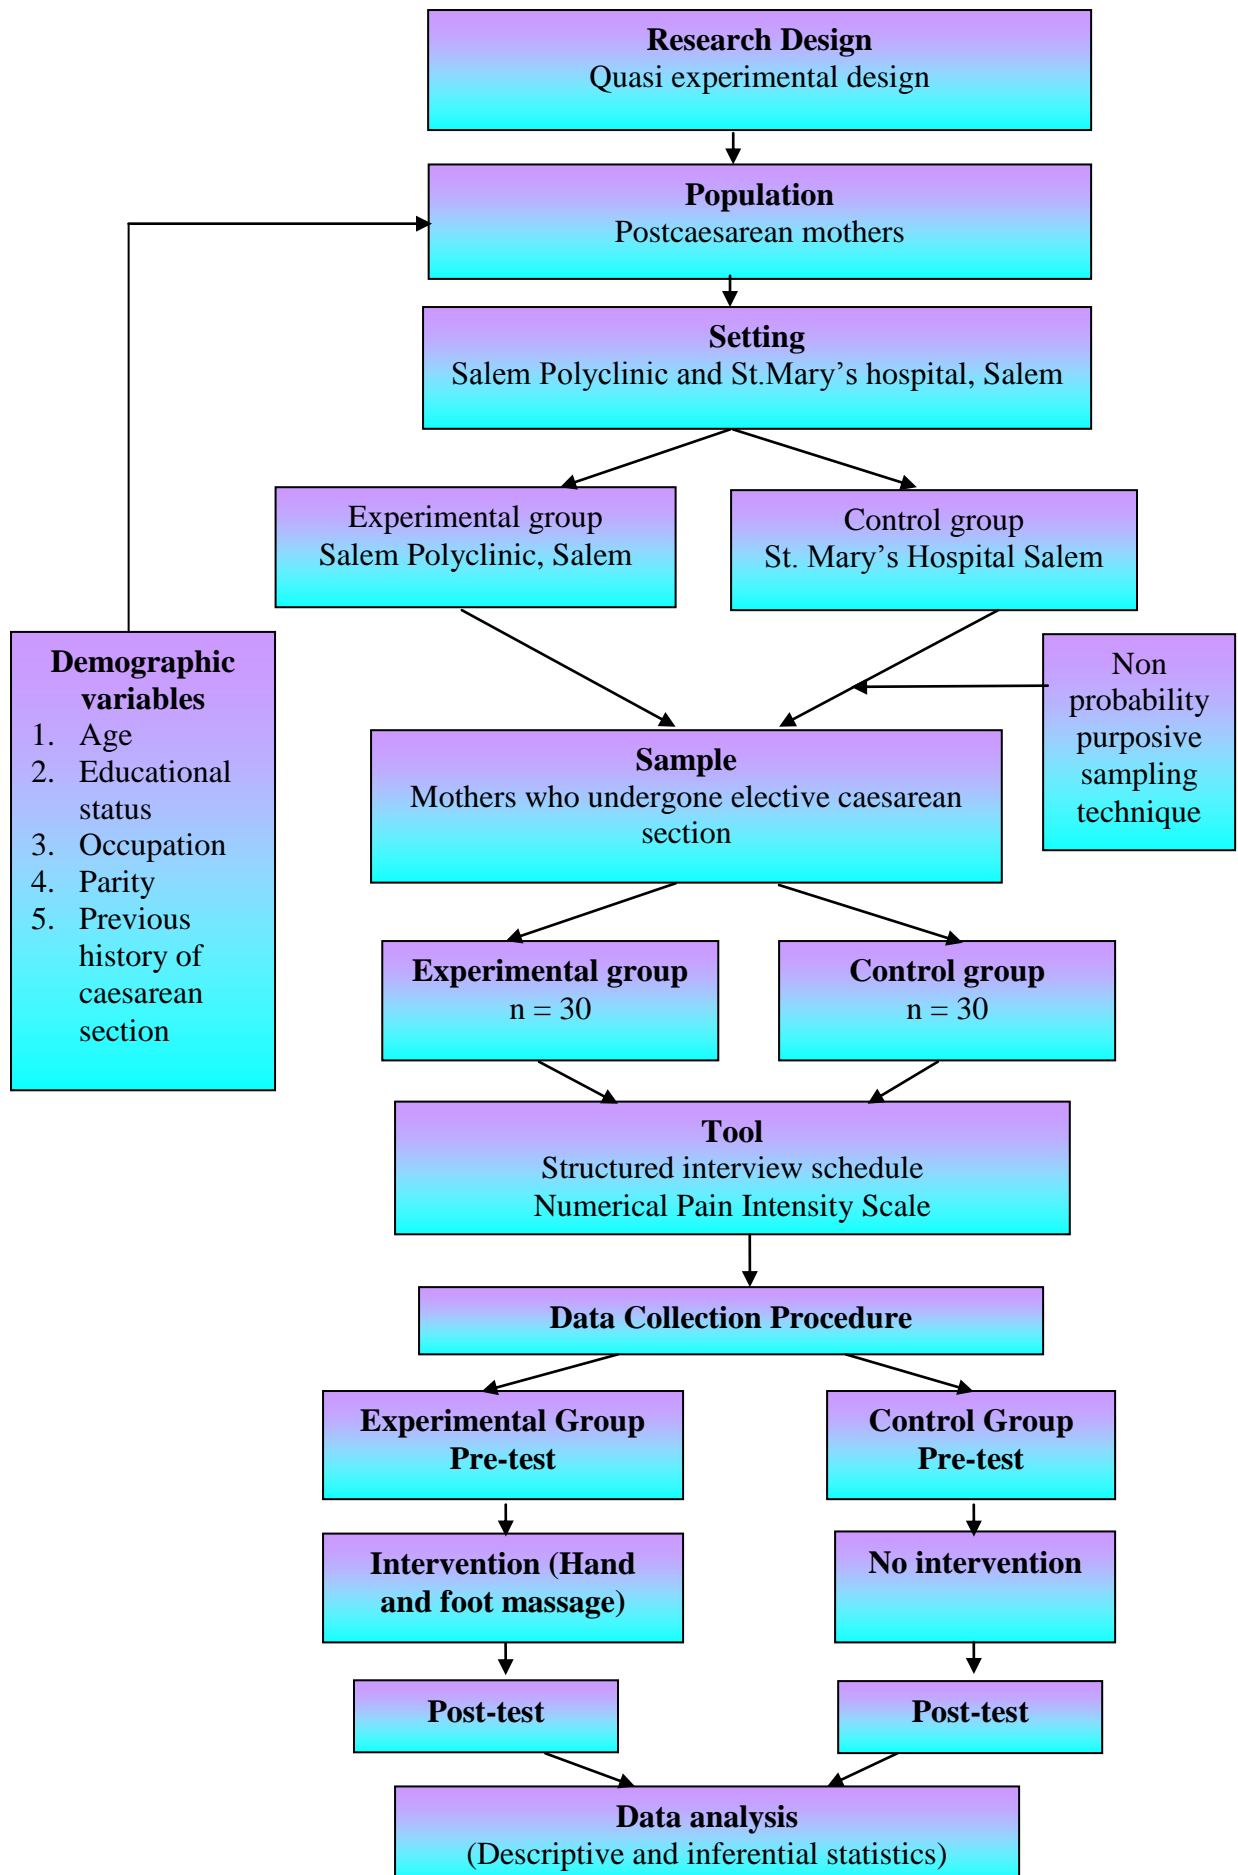 Research Design
Quasi experimental design
Population
Postcaesarean mothers
Setting
Salem Polyclinic and St.Mary’s hospital, Salem
Experimental group
Salem Polyclinic, Salem
Control group
St. Mary’s Hospital Salem
Demographic
variables
1. Age
2. Educational
status
3. Occupation
4. Parity
5. Previous
history of
caesarean
section
Non
probability
purposive
sampling
technique
Sample
Mothers who undergone elective caesarean
section
Experimental group
n = 30
Control group
n = 30
Tool
Structured interview schedule
Numerical Pain Intensity Scale
Data Collection Procedure
Experimental Group
Pre-test
Control Group
Pre-test
Intervention (Hand
and foot massage)
No intervention
Post-test
Post-test
Data analysis
(Descriptive and inferential statistics)